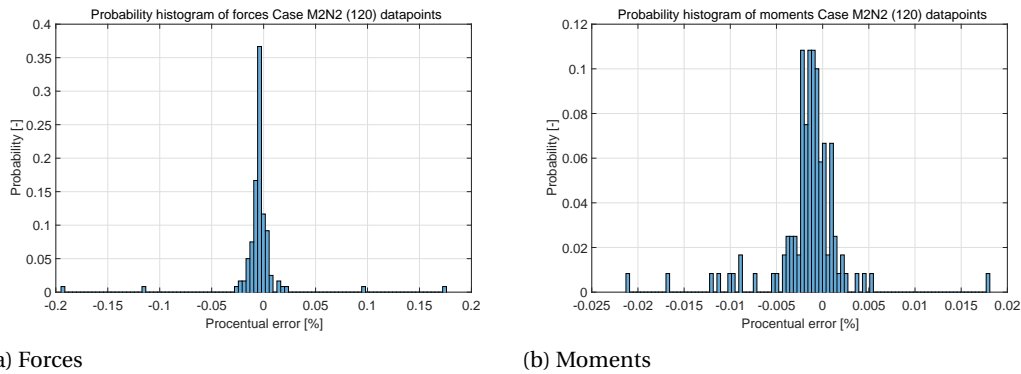 Probability histogram of forces Case M2N2 (120) datapoints
0.4
0.35
0.3
0.25
0.2
0.15
0.1
0.05
0
Probability [-]
-0.2 -0.15 -0.1 -0.05 0 0.05 0.1 0.15 0.2
Procentual error [%]
a) Forces
Probability histogram of moments Case M2N2 (120) datapoints
0.12
0.1
0.08
0.06
0.04
0.02
0
Probability [-]
-0.025 -0.02 -0.015 -0.01 -0.005 0 0.005 0.01 0.015 0.02
Procentual error [%]
(b) Moments